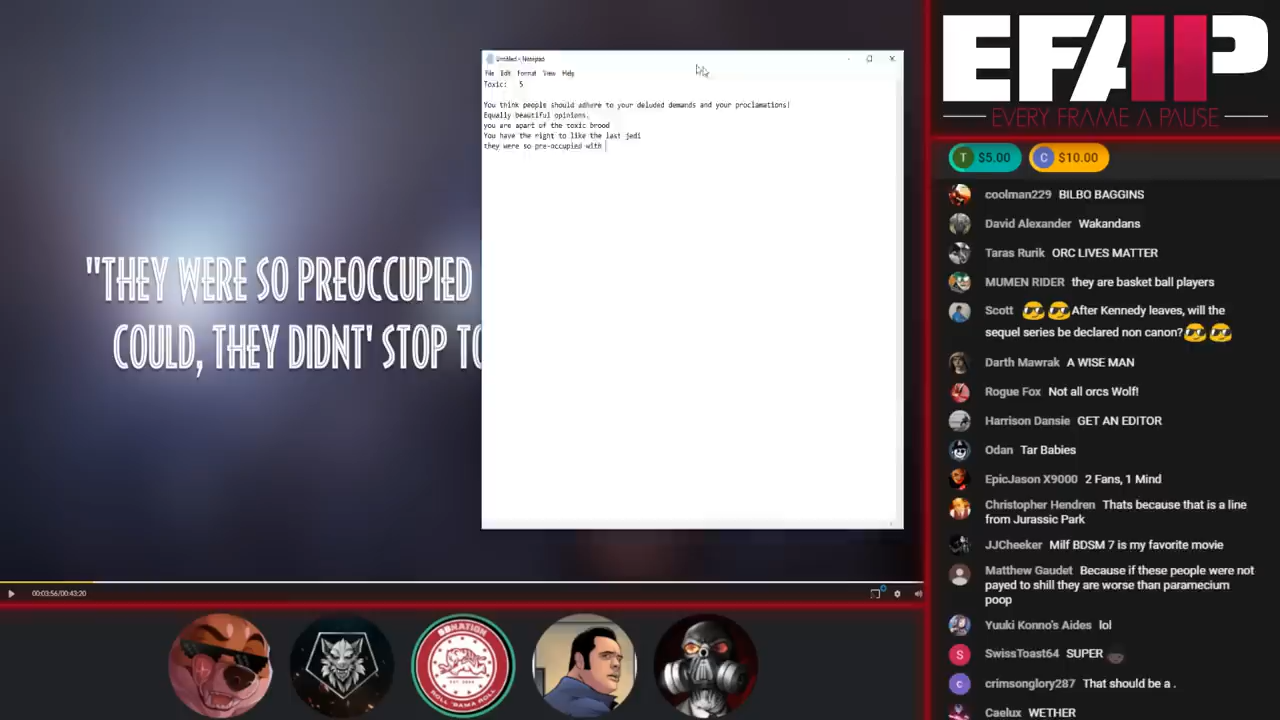 Untitled - Notepad
File Edit Format View Help
Toxic: 5
You think people should adhere to your deluded demands and your proclamations!
Equally beautiful opinions.
you are apart of the toxic brood
You have the right to like the last jedi
they were so pre-occupied with
"THEY WERE SO PREOCCUPIED
COULD, THEY DIDNT' STOP TO
00:03:56/00:43:20
BBNATION
ROLL 'BAMA ROLL
EFAP
EVERY FRAME A PAUSE
T $5.00 C $10.00
coolman229 BILBO BAGGINS
David Alexander Wakandans
Taras Rurik ORC LIVES MATTER
MUMEN RIDER they are basket ball players
Scott After Kennedy leaves, will the
sequel series be declared non canon?
Darth Mawrak A WISE MAN
Rogue Fox Not all orcs Wolf!
Harrison Dansie GET AN EDITOR
Odan Tar Babies
EpicJason X9000 2 Fans, 1 Mind
Christopher Hendren Thats because that is a line
from Jurassic Park
JJCheeker Milf BDSM 7 is my favorite movie
Matthew Gaudet Because if these people were not
payed to shill they are worse than paramecium
poop
Yuuki Konno's Aides lol
S SwissToast64 SUPER
c crimsonglory287 That should be a .
Caelux WETHER